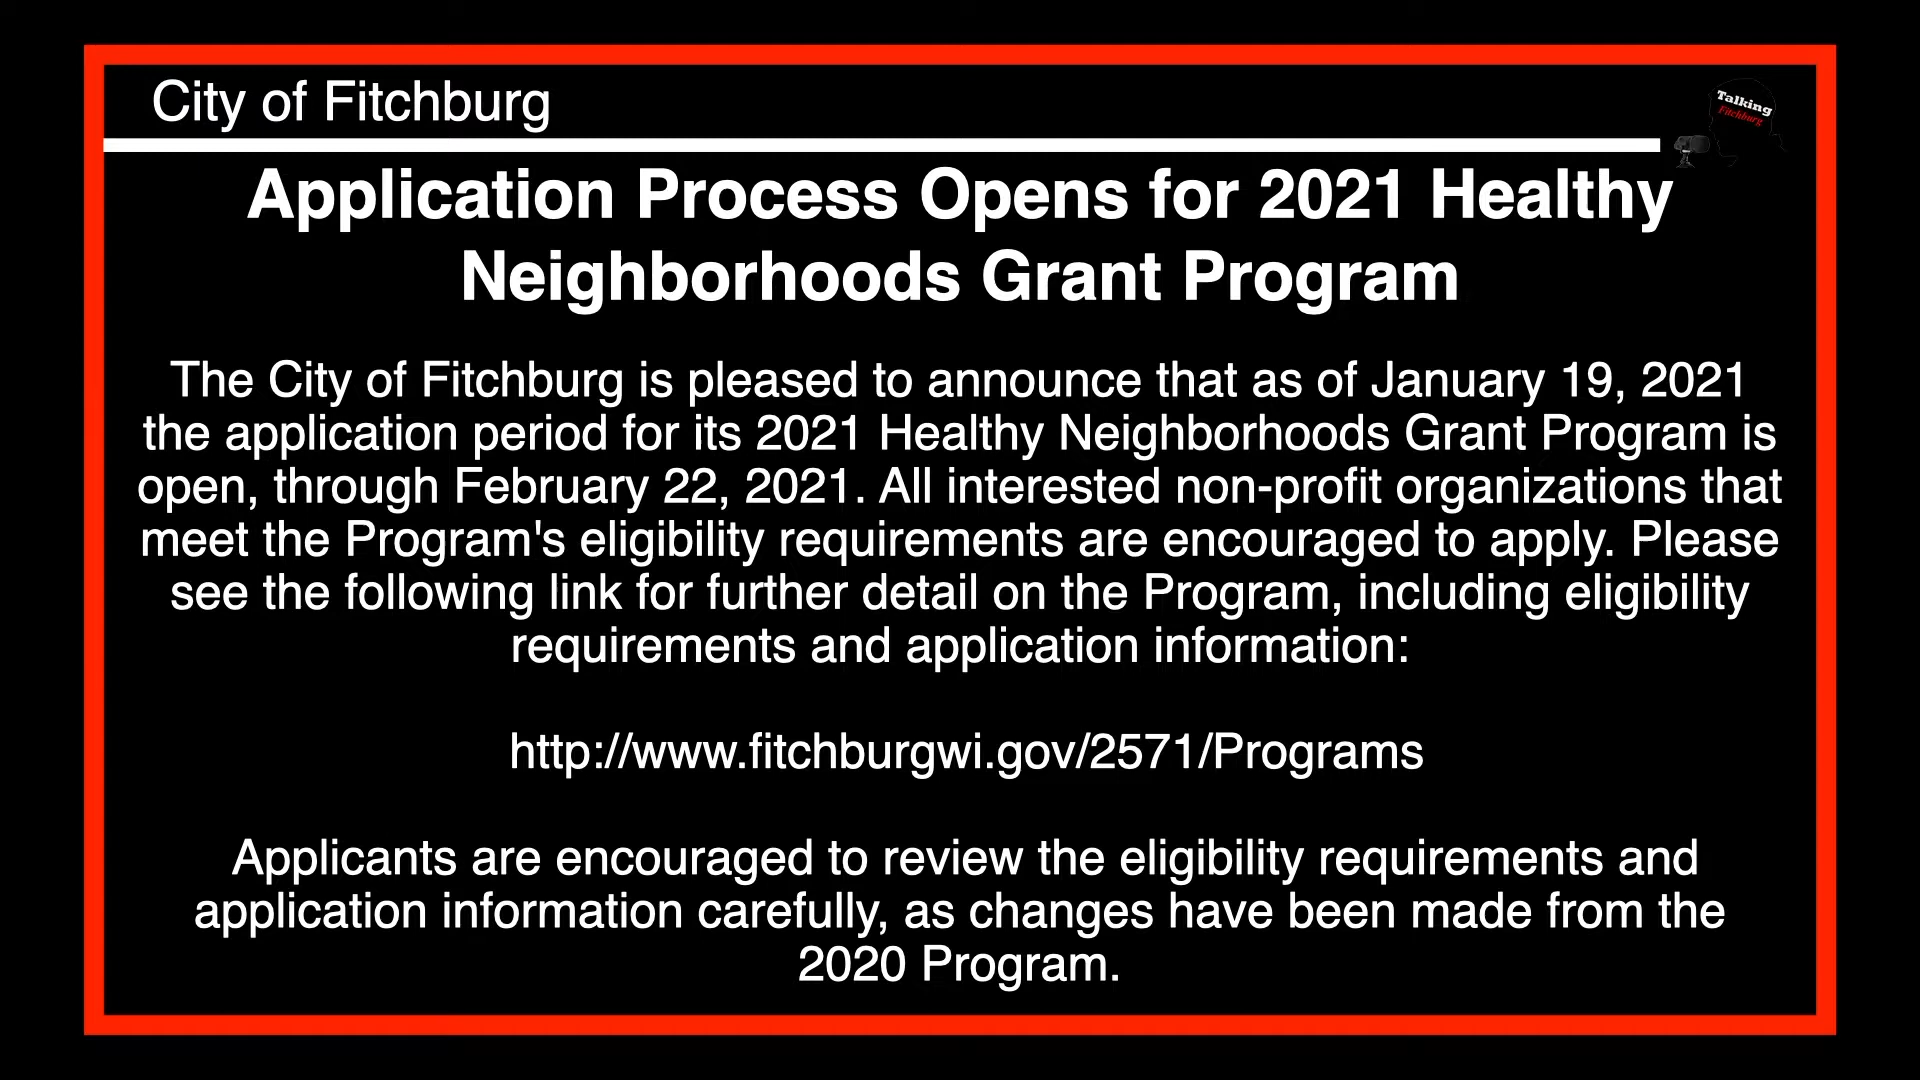 City of Fitchburg
Talking
Fitchburg
Application Process Opens for 2021 Healthy
Neighborhoods Grant Program
The City of Fitchburg is pleased to announce that as of January 19, 2021
the application period for its 2021 Healthy Neighborhoods Grant Program is
open, through February 22, 2021. All interested non-profit organizations that
meet the Program's eligibility requirements are encouraged to apply. Please
see the following link for further detail on the Program, including eligibility
requirements and application information:
http://www.fitchburgwi.gov/2571/Programs
Applicants are encouraged to review the eligibility requirements and
application information carefully, as changes have been made from the
2020 Program.